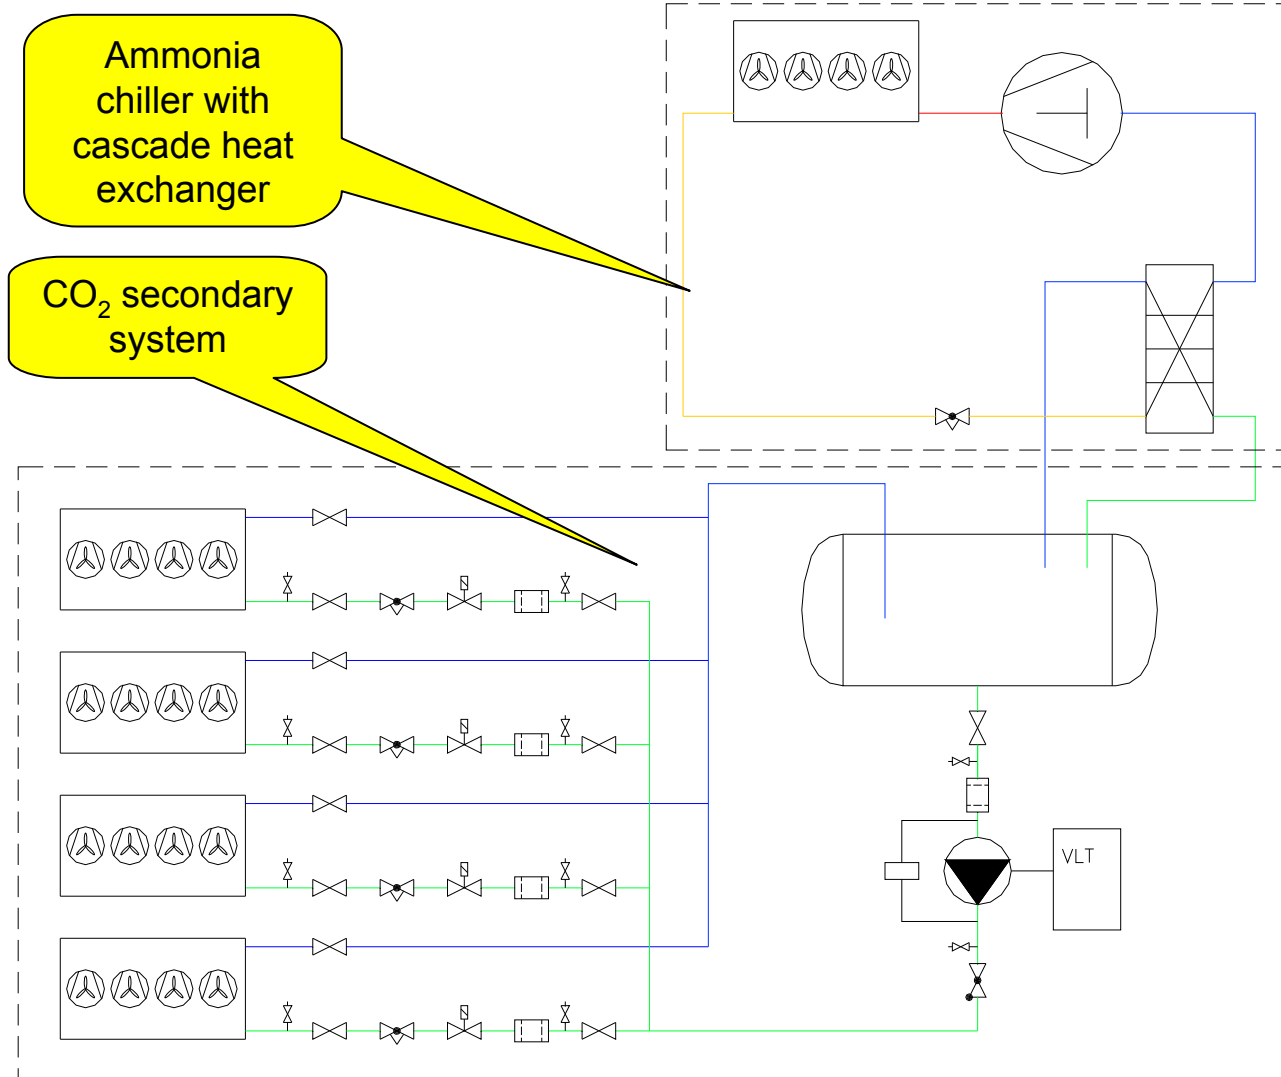 Ammonia
chiller with
cascade heat
exchanger
CO₂ secondary
system
VLT